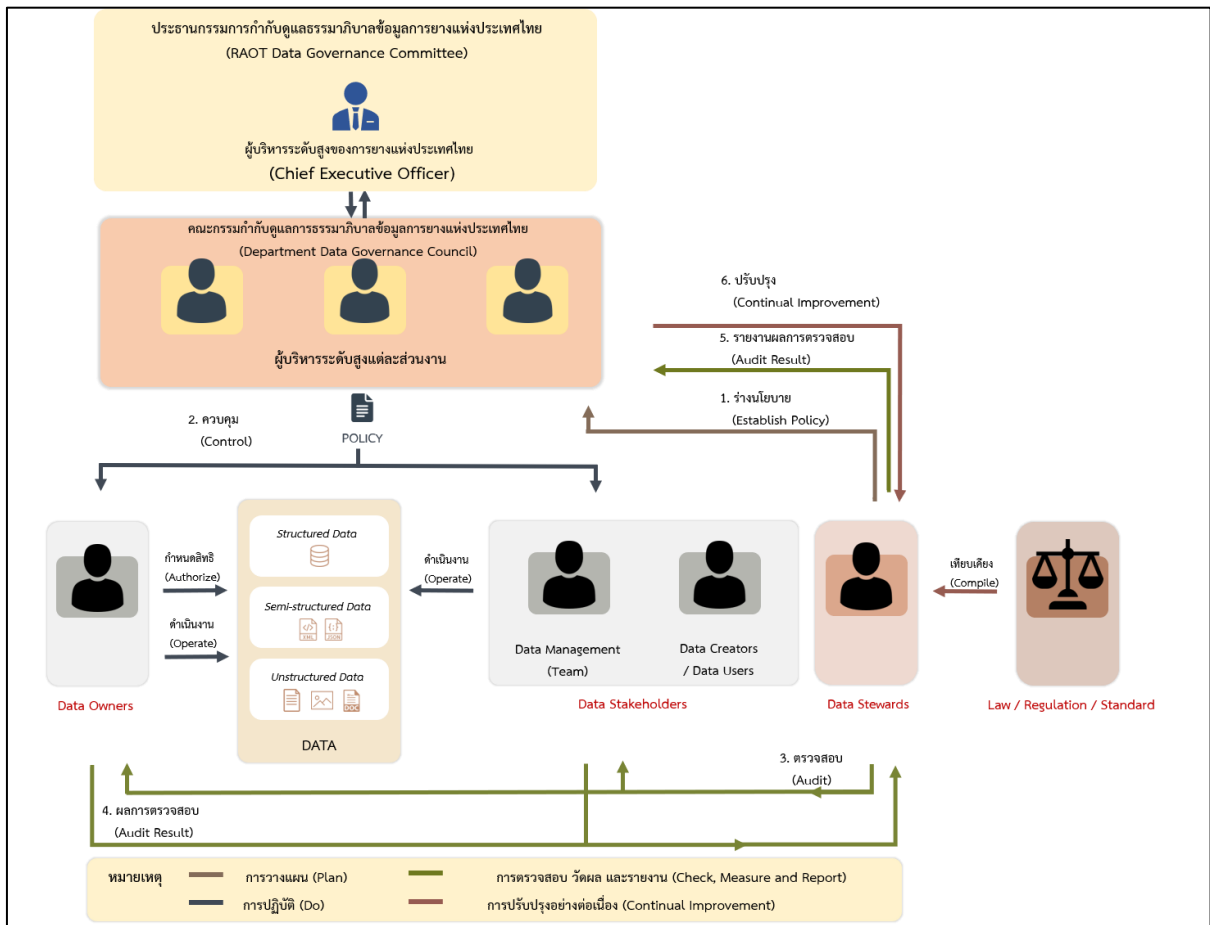 ประธานกรรมการกำกับดูแลธรรมาภิบาลข้อมูลการยางแห่งประเทศไทย
(RAOT Data Governance Committee)
ผู้บริหารระดับสูงของการยางแห่งประเทศไทย
(Chief Executive Officer)
คณะกรรมกำกับดูแลการธรรมาภิบาลข้อมูลการยางแห่งประเทศไทย
(Department Data Governance Council)
ผู้บริหารระดับสูงแต่ละส่วนงาน
6. ปรับปรุง
(Continual Improvement)
5. รายงานผลการตรวจสอบ
(Audit Result)
1. ร่างนโยบาย
(Establish Policy)
2. ควบคุม
(Control)
POLICY
กำหนดสิทธิ
(Authorize)
ดำเนินงาน
(Operate)
Data Owners
Structured Data
Semi-structured Data
XML
JSON
Unstructured Data
DOC
DATA
ดำเนินงาน
(Operate)
Data Management
(Team)
Data Creators
/ Data Users
Data Stakeholders
Data Stewards
เทียบเคียง
(Compile)
Law / Regulation / Standard
3. ตรวจสอบ
(Audit)
4. ผลการตรวจสอบ
(Audit Result)
หมายเหตุ
การวางแผน (Plan)
การตรวจสอบ วัดผล และรายงาน (Check, Measure and Report)
การปฏิบัติ (Do)
การปรับปรุงอย่างต่อเนื่อง (Continual Improvement)